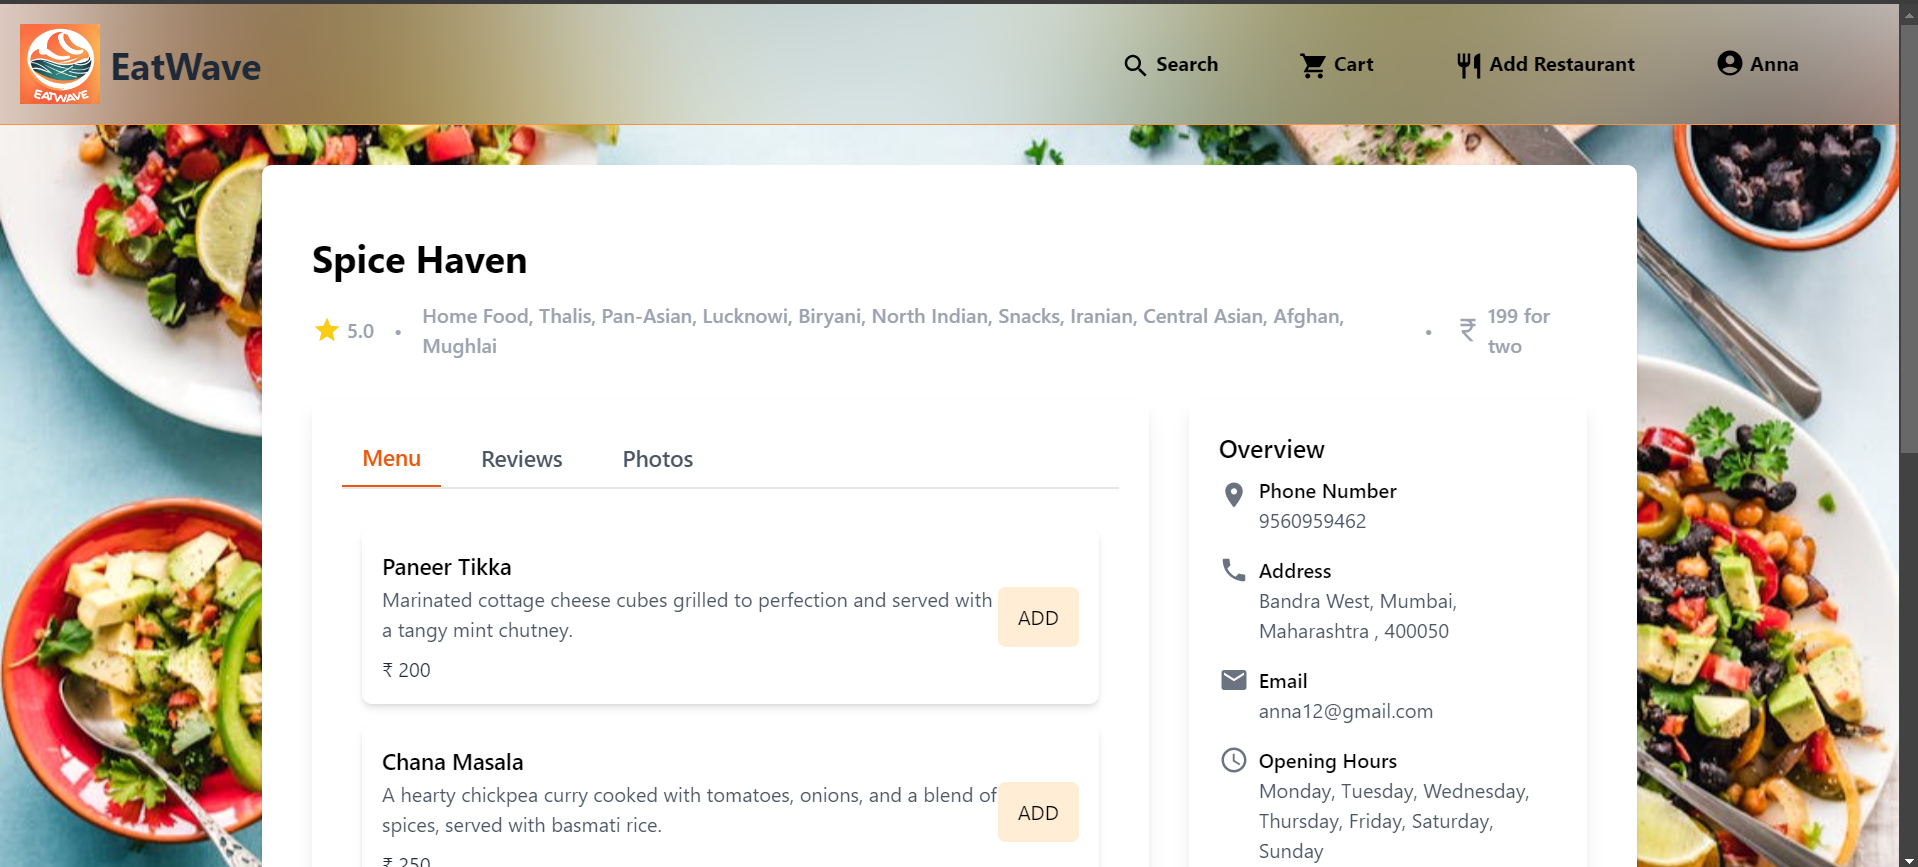 EATWAVE
EatWave
Search
Cart
Add Restaurant
Anna
Spice Haven
5.0 • Home Food, Thalis, Pan-Asian, Lucknowi, Biryani, North Indian, Snacks, Iranian, Central Asian, Afghan,
Mughlai
• ₹ 199 for
two
Menu
Reviews
Photos
Paneer Tikka
Marinated cottage cheese cubes grilled to perfection and served with
a tangy mint chutney.
₹ 200
ADD
Chana Masala
A hearty chickpea curry cooked with tomatoes, onions, and a blend of
spices, served with basmati rice.
₹ 250
ADD
Overview
Phone Number
9560959462
Address
Bandra West, Mumbai,
Maharashtra , 400050
Email
anna12@gmail.com
Opening Hours
Monday, Tuesday, Wednesday,
Thursday, Friday, Saturday,
Sunday